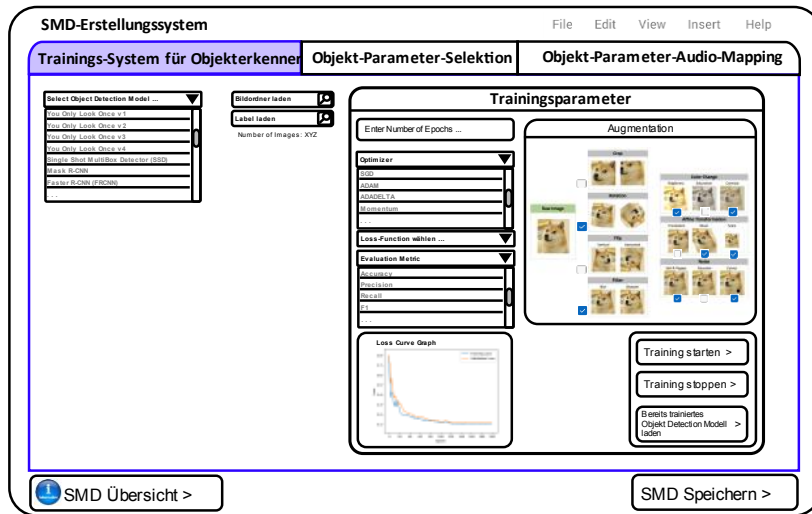 SMD-Erstellungssystem
File Edit View Insert Help
Trainings-System für Objekterkenner
Objekt-Parameter-Selektion
Objekt-Parameter-Audio-Mapping
Select Object Detection Model ...
You Only Look Once v1
You Only Look Once v2
You Only Look Once v3
You Only Look Once v4
Single Shot MultiBox Detector (SSD)
Mask R-CNN
Faster R-CNN (FRCNN)
...
Bildordner laden
Label laden
Number of Images: XYZ
Trainingsparameter
Enter Number of Epochs ...
Optimizer
SGD
ADAM
ADADELTA
Momentum
...
Loss-Function wählen ...
Evaluation Metric
Accuracy
Precision
Recall
F1
...
Loss Curve Graph
Augmentation
Crop
Rotation
Flip
Filter
Color Change
Training starten >
Training stoppen >
Bereits trainiertes
Objekt Detection Modell >
laden
SMD Übersicht >
SMD Speichern >